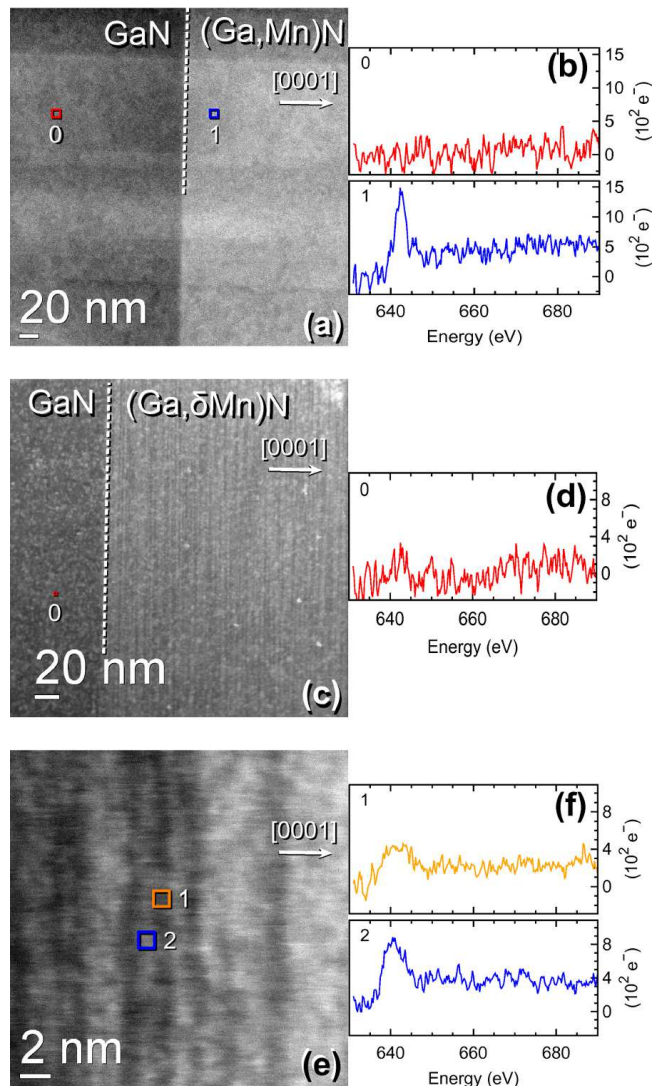 GaN (Ga,Mn)N
[0001]
0
1
20 nm
(a)
0
(b)
15
10
5
0
(10² e⁻)
1
15
10
5
0
(10² e⁻)
640 660 680
Energy (eV)
GaN (Ga,δMn)N
[0001]
0
20 nm
(c)
0
(d)
8
4
0
(10² e⁻)
640 660 680
Energy (eV)
[0001]
1
2
2 nm
(e)
1
(f)
8
4
0
(10² e⁻)
2
8
4
0
(10² e⁻)
640 660 680
Energy (eV)